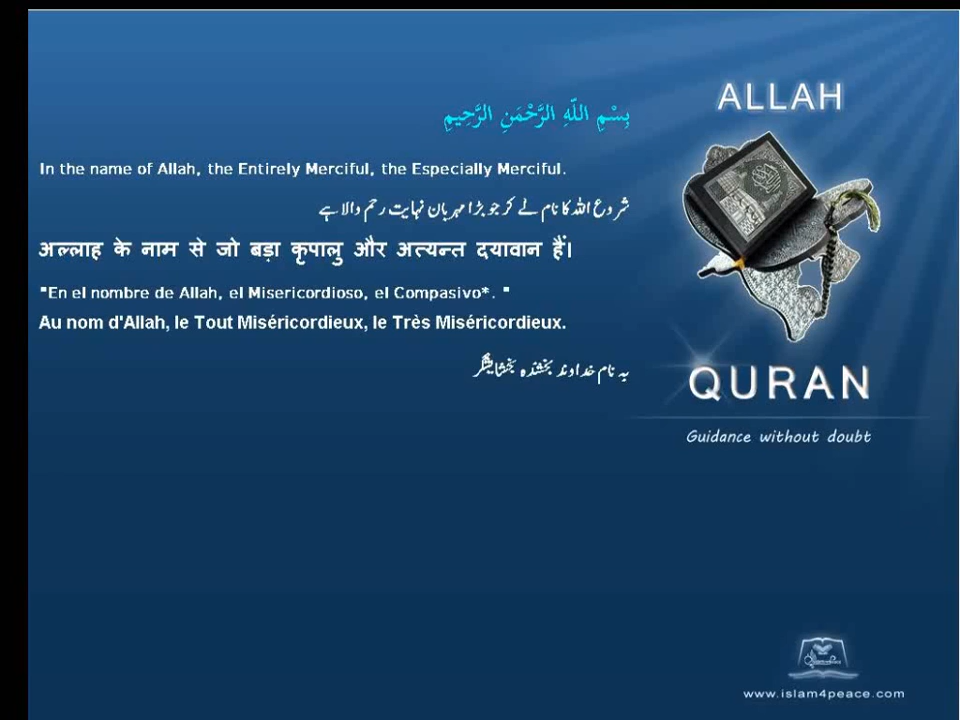 بِسْمِ اللَّهِ الرَّحْمَنِ الرَّحِيمِ
In the name of Allah, the Entirely Merciful, the Especially Merciful.
شروع الله کا نام لے کر جو بڑا مہربان نہایت رحم والا ہے
अल्लाह के नाम से जो बड़ा कृपालु और अत्यन्त दयावान हैं।
"En el nombre de Allah, el Misericordioso, el Compasivo*. "
Au nom d'Allah, le Tout Miséricordieux, le Très Miséricordieux.
به نام خداوند بخشنده بخشایشگر
ALLAH
QURAN
Guidance without doubt
www.islam4peace.com